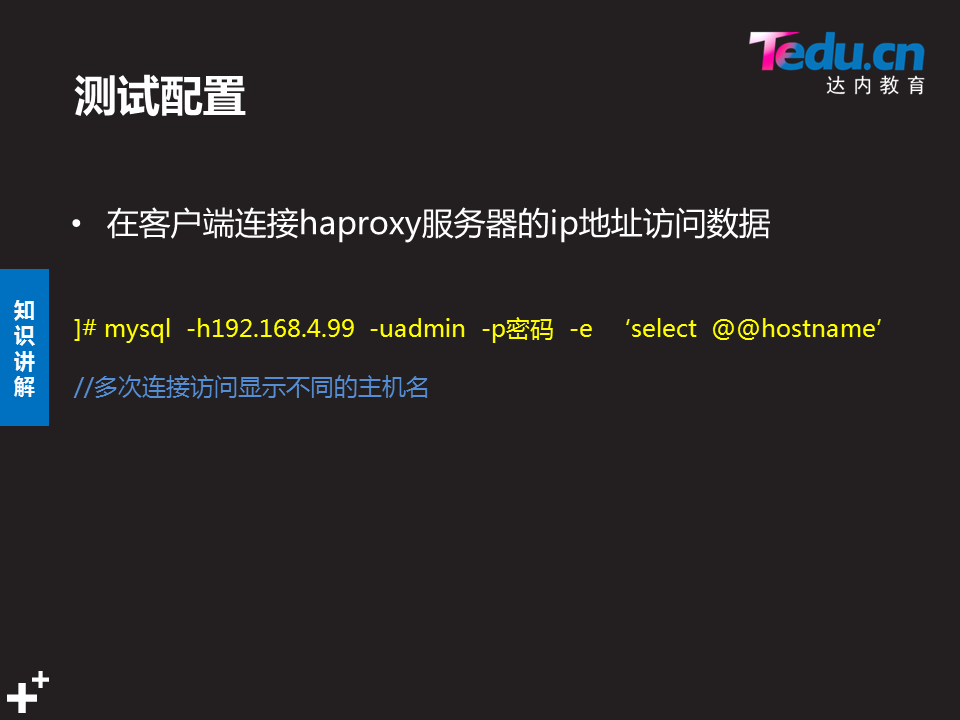 Tedu.cn
达内教育
测试配置
• 在客户端连接haproxy服务器的ip地址访问数据
知识讲解
]# mysql -h192.168.4.99 -uadmin -p密码 -e ‘select @@hostname’
//多次连接访问显示不同的主机名